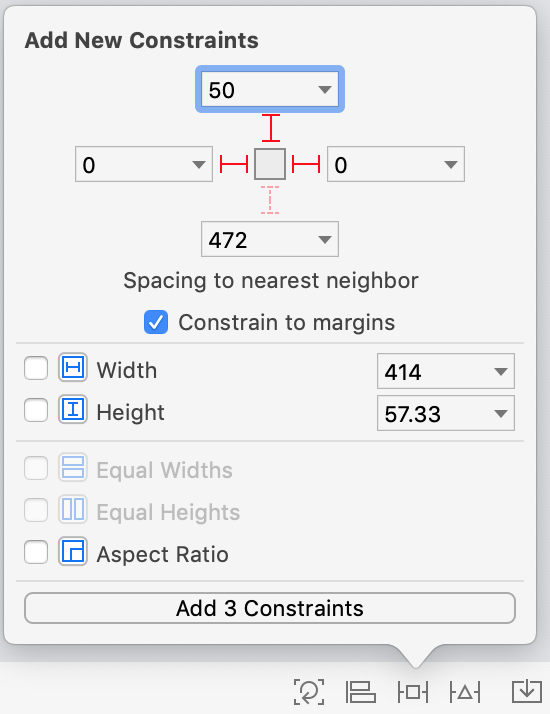 Add New Constraints
50
0 0
472
Spacing to nearest neighbor
Constrain to margins
Width 414
Height 57.33
Equal Widths
Equal Heights
Aspect Ratio
Add 3 Constraints